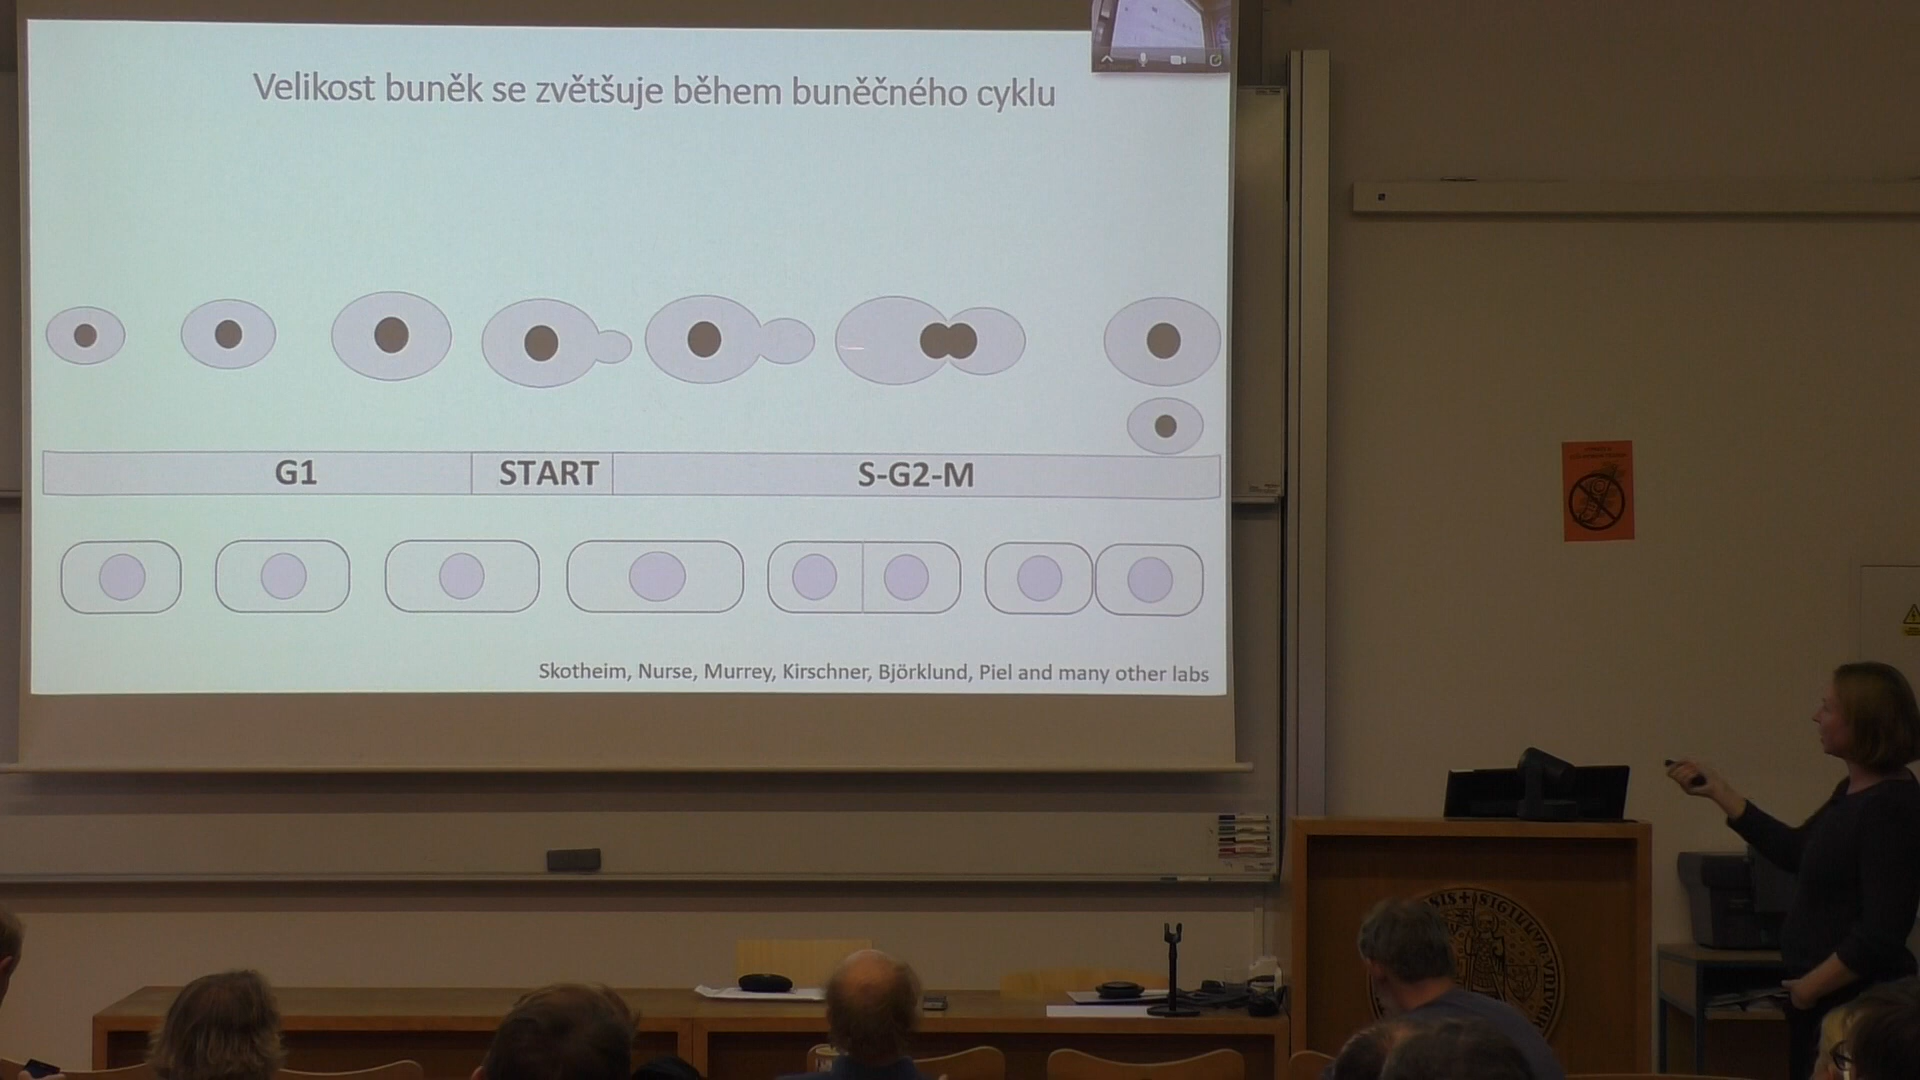 Velikost buněk se zvětšuje během buněčného cyklu
G1
START
S-G2-M
Skotheim, Nurse, Murrey, Kirschner, Björklund, Piel and many other labs